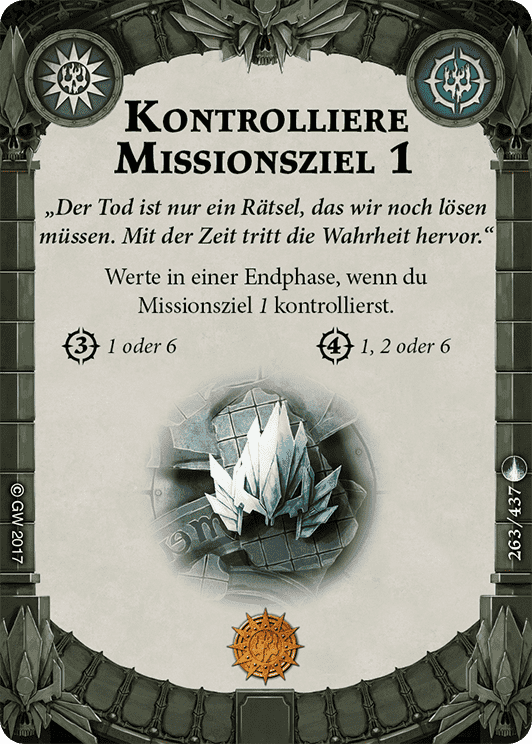 Kontrolliere
Missionsziel 1
„Der Tod ist nur ein Rätsel, das wir noch lösen
müssen. Mit der Zeit tritt die Wahrheit hervor.“
Werte in einer Endphase, wenn du
Missionsziel 1 kontrollierst.
3 1 oder 6
4 1, 2 oder 6
© GW 2017
263/437